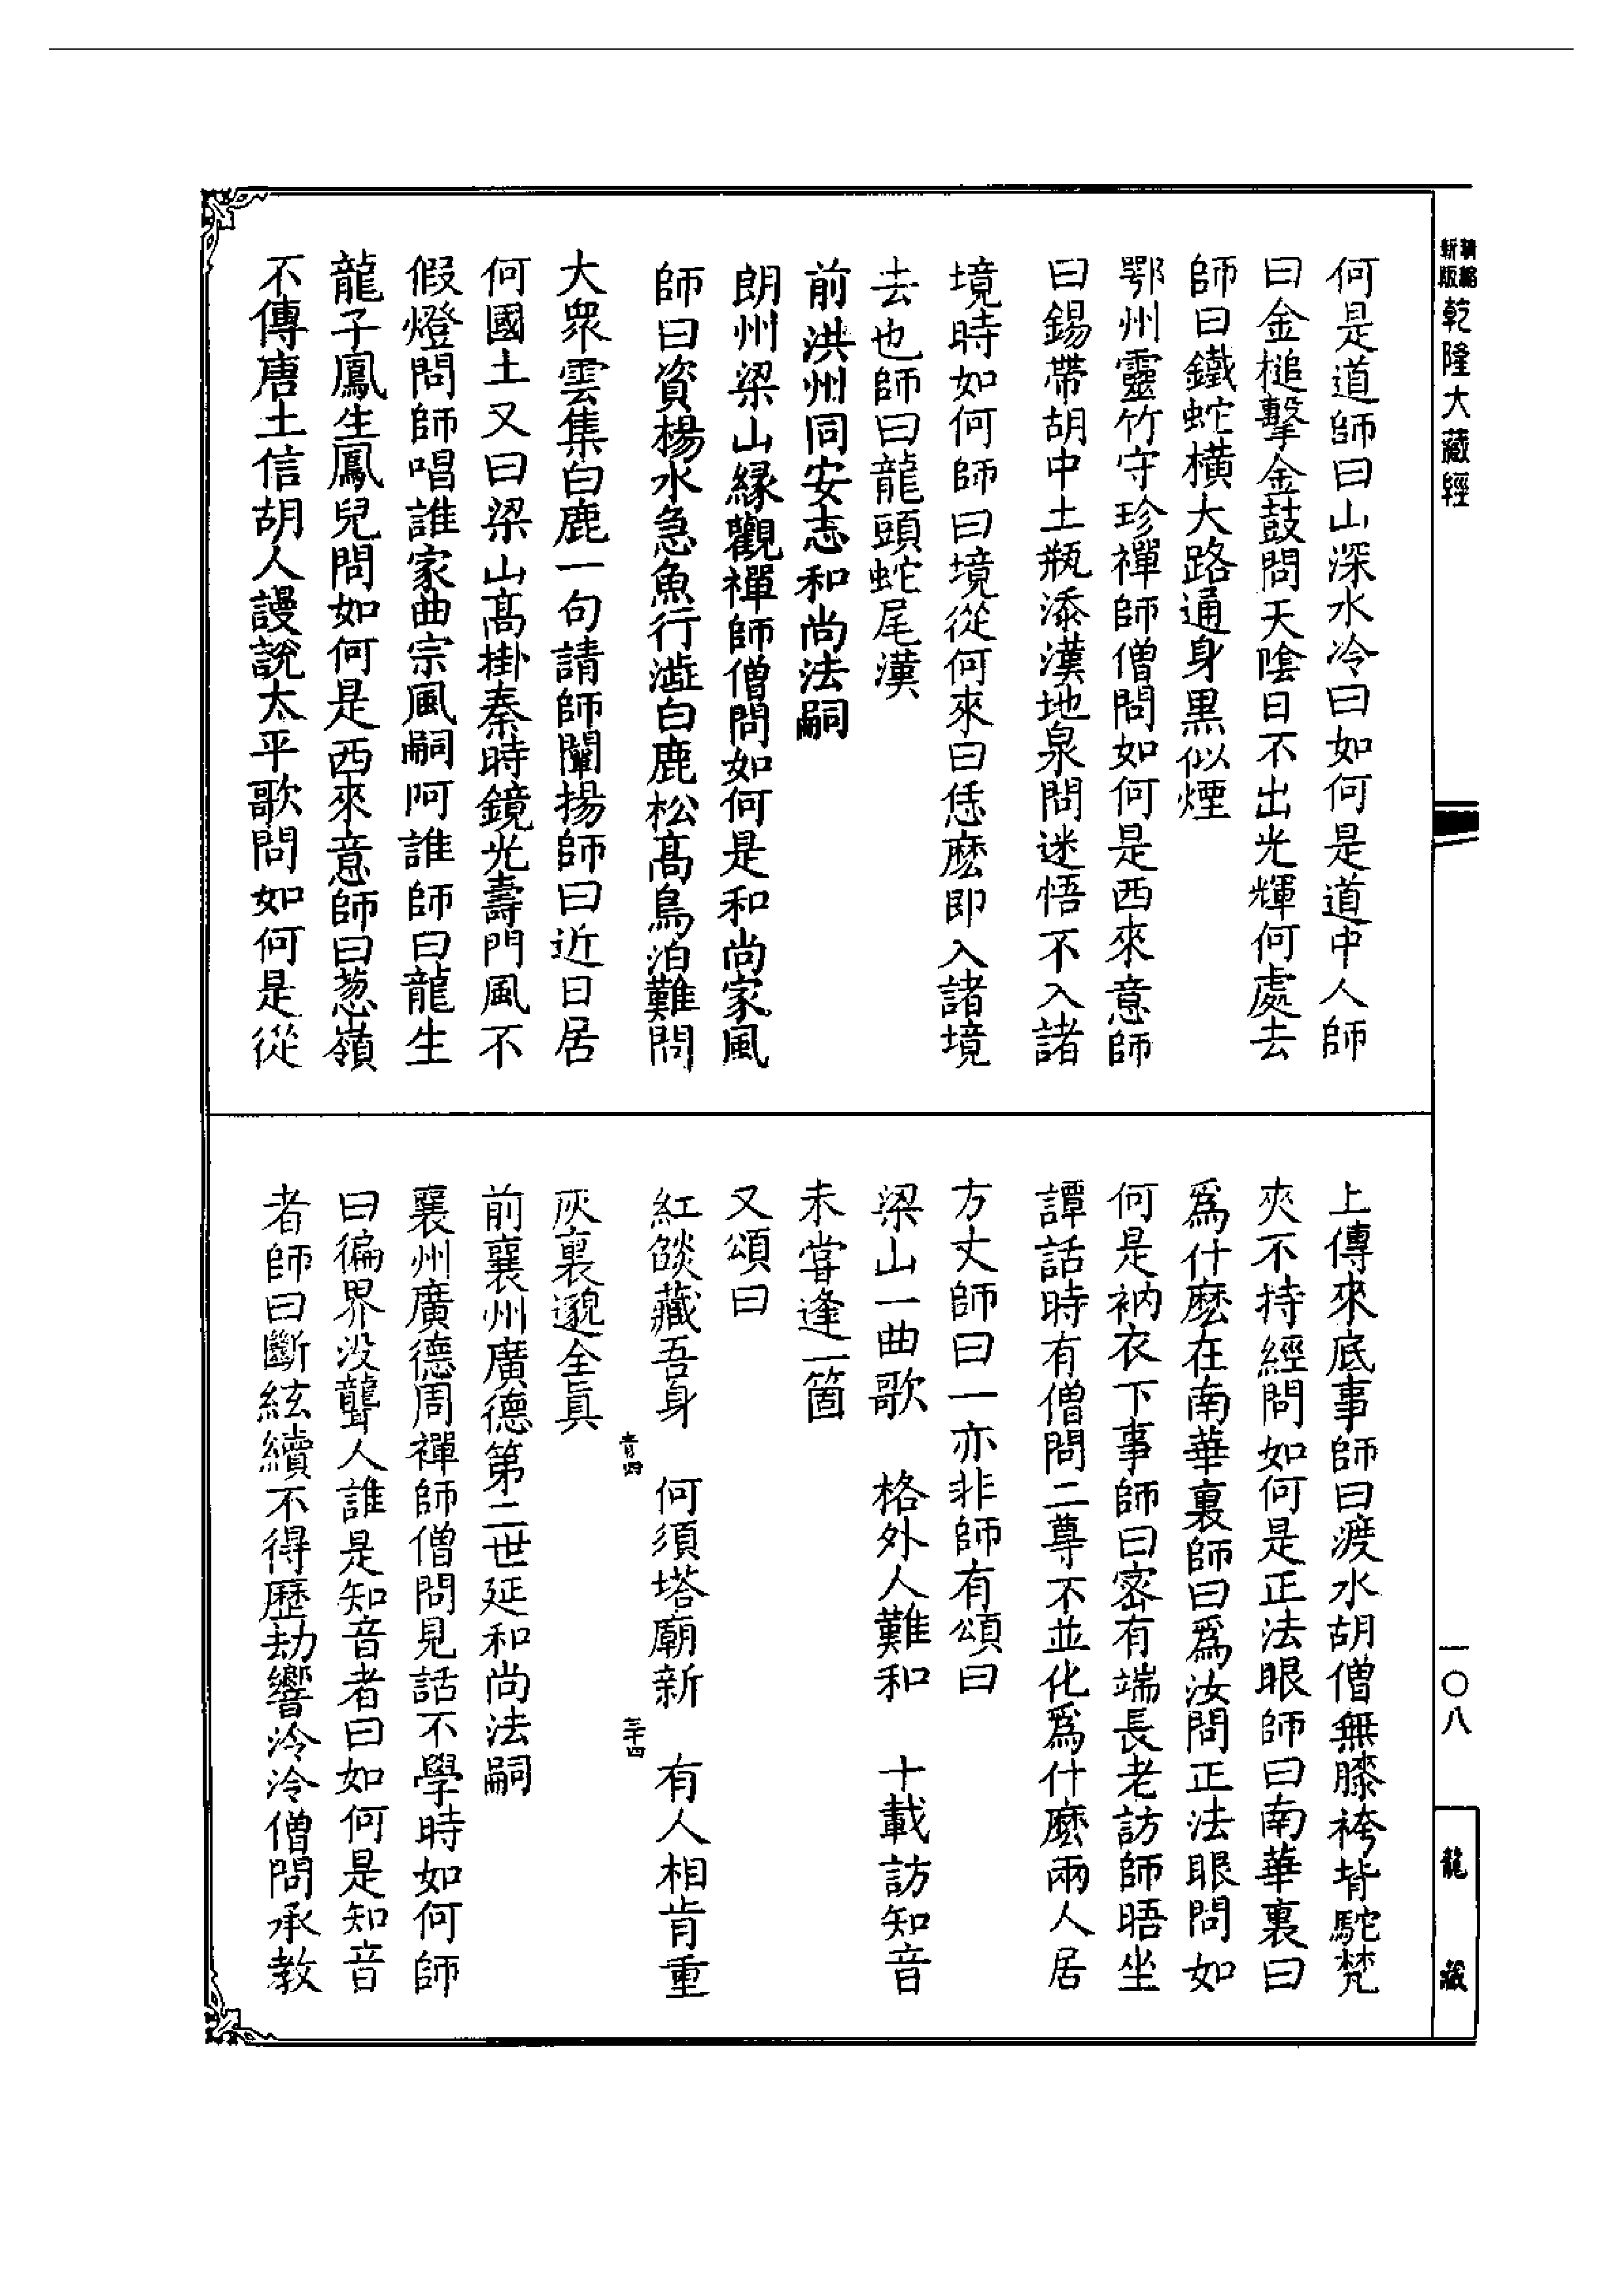 精縮新版乾隆大藏經
何是道師曰山深水冷曰如何是道中人師
曰金槌擊金鼓問天陰日不出光輝何處去
師曰鐵蛇橫大路通身黑似煙
鄂州靈竹守珍禪師僧問如何是西來意師
曰錫帶胡中土瓶添漢地泉問迷悟不入諸
境時如何師曰境從何來曰恁麼即入諸境
去也師曰龍頭蛇尾漢
前洪州同安志和尚法嗣
朗州梁山緣觀禪師僧問如何是和尚家風
師曰資楊水急魚行澁白鹿松高鳥泊難問
大眾雲集白鹿一句請師闡揚師曰近日居
何國土又曰梁山高掛秦時鏡光壽門風不
假燈問師唱誰家曲宗風嗣阿誰師曰龍生
龍子鳳生鳳兒問如何是西來意師曰葱嶺
不傳唐土信胡人謾說太平歌問如何是從
上傳來底事師曰渡水胡僧無膝袴背駝梵
夾不持經問如何是正法眼師曰南華裏曰
爲什麼在南華裏師曰爲汝問正法眼問如
何是衲衣下事師曰密有端長老訪師晤坐
譚話時有僧問二尊不並化爲什麼兩人居
方丈師曰一亦非師有頌曰
梁山一曲歌 格外人難和 十載訪知音
未甞逢一箇
又頌曰
紅燄藏吾身 何須塔廟新 有人相肯重
灰裏邈全眞
前襄州廣德第二世延和尚法嗣
襄州廣德周禪師僧問見話不學時如何師
曰徧界没聾人誰是知音者曰如何是知音
者師曰斷絃續不得歷劫響泠泠僧問承教
一〇八
龍藏